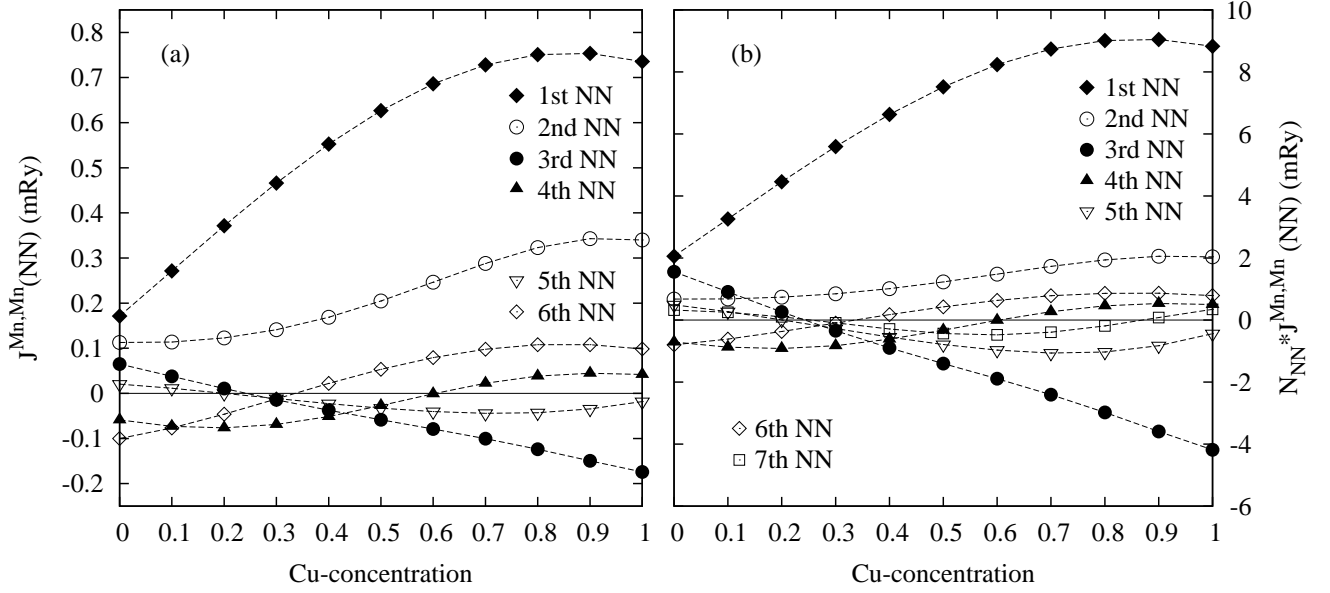 (a)
1st NN
2nd NN
3rd NN
4th NN
5th NN
6th NN
J^Mn,Mn(NN) (mRy)
0.8
0.7
0.6
0.5
0.4
0.3
0.2
0.1
0
-0.1
-0.2
0 0.1 0.2 0.3 0.4 0.5 0.6 0.7 0.8 0.9 1
Cu-concentration
(b)
1st NN
2nd NN
3rd NN
4th NN
5th NN
6th NN
7th NN
10
8
6
4
2
0
-2
-4
-6
N_NN*J^Mn,Mn (NN) (mRy)
0 0.1 0.2 0.3 0.4 0.5 0.6 0.7 0.8 0.9 1
Cu-concentration